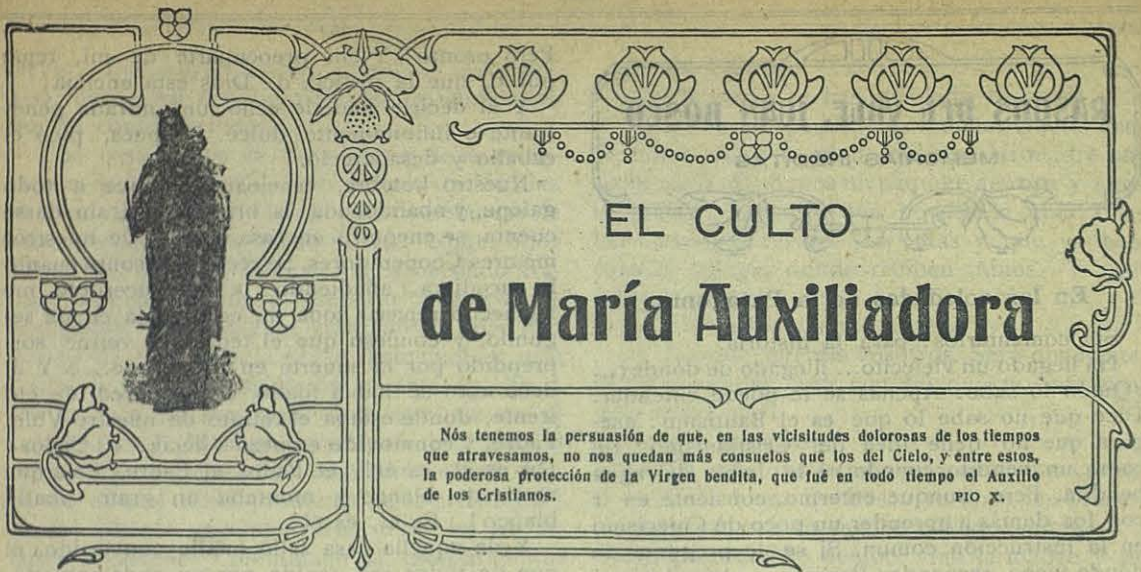 EL CULTO
de María Auxiliadora
Nós tenemos la persuasión de que, en las vicisitudes dolorosas de los tiempos
que atravesamos, no nos quedan más consuelos que los del Cielo, y entre estos,
la poderosa protección de la Virgen bendita, que fué en todo tiempo el Auxilio
de los Cristianos.
PIO X.